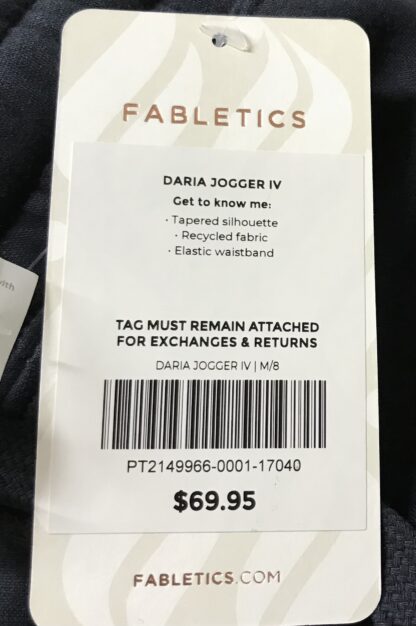 FABLETICS
DARIA JOGGER IV
Get to know me:
• Tapered silhouette
• Recycled fabric
• Elastic waistband
with
TAG MUST REMAIN ATTACHED
FOR EXCHANGES & RETURNS
DARIA JOGGER IV | M/8
PT2149966-0001-17040
$69.95
FABLETICS.COM